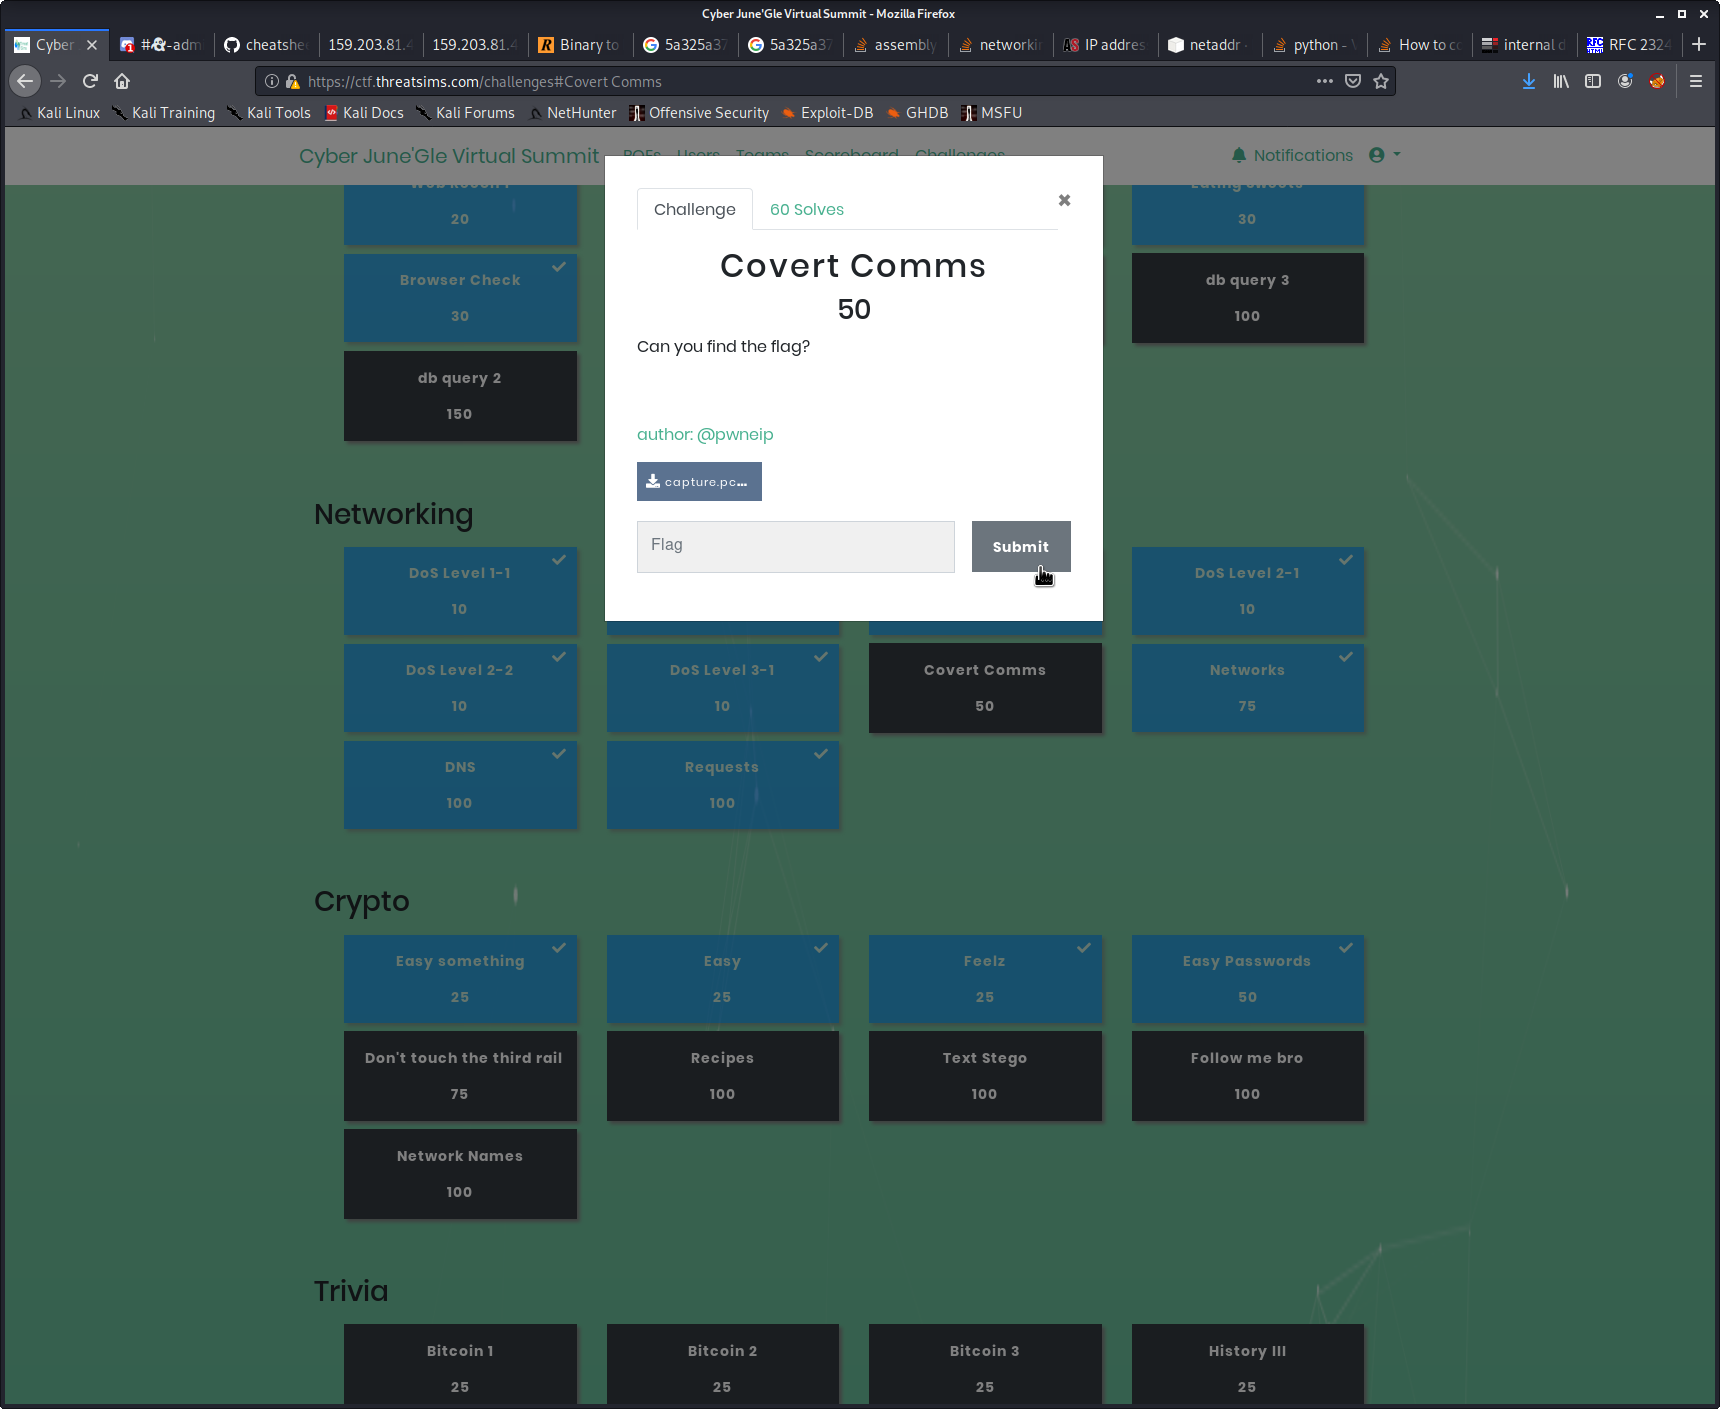 Cyber June'Gle Virtual Summit - Mozilla Firefox
Cyber
#
-adm
cheatshe
159.203.81.4
159.203.81.4
Binary to
5a325a37
5a325a37
assembly
networkin
IP addres
netaddr
python -
How to co
internal d
RFC 2324
https://ctf.threatsims.com/challenges#Covert Comms
Kali Linux
Kali Training
Kali Tools
Kali Docs
Kali Forums
NetHunter
Offensive Security
Exploit-DB
GHDB
MSFU
Cyber June'Gle Virtual Summit
Users
Teams
Scoreboard
Challenges
Notifications
Web Recon 1
20
Eating sweets
30
Browser Check
30
db query 3
100
db query 2
150
Challenge
60 Solves
Covert Comms
50
Can you find the flag?
author: @pwneip
capture.pc...
Flag
Submit
Networking
DoS Level 1-1
10
DoS Level 2-1
10
DoS Level 2-2
10
DoS Level 3-1
10
Covert Comms
50
Networks
75
DNS
100
Requests
100
Crypto
Easy something
25
Easy
25
Feelz
25
Easy Passwords
50
Don't touch the third rail
75
Recipes
100
Text Stego
100
Follow me bro
100
Network Names
100
Trivia
Bitcoin 1
25
Bitcoin 2
25
Bitcoin 3
25
History III
25